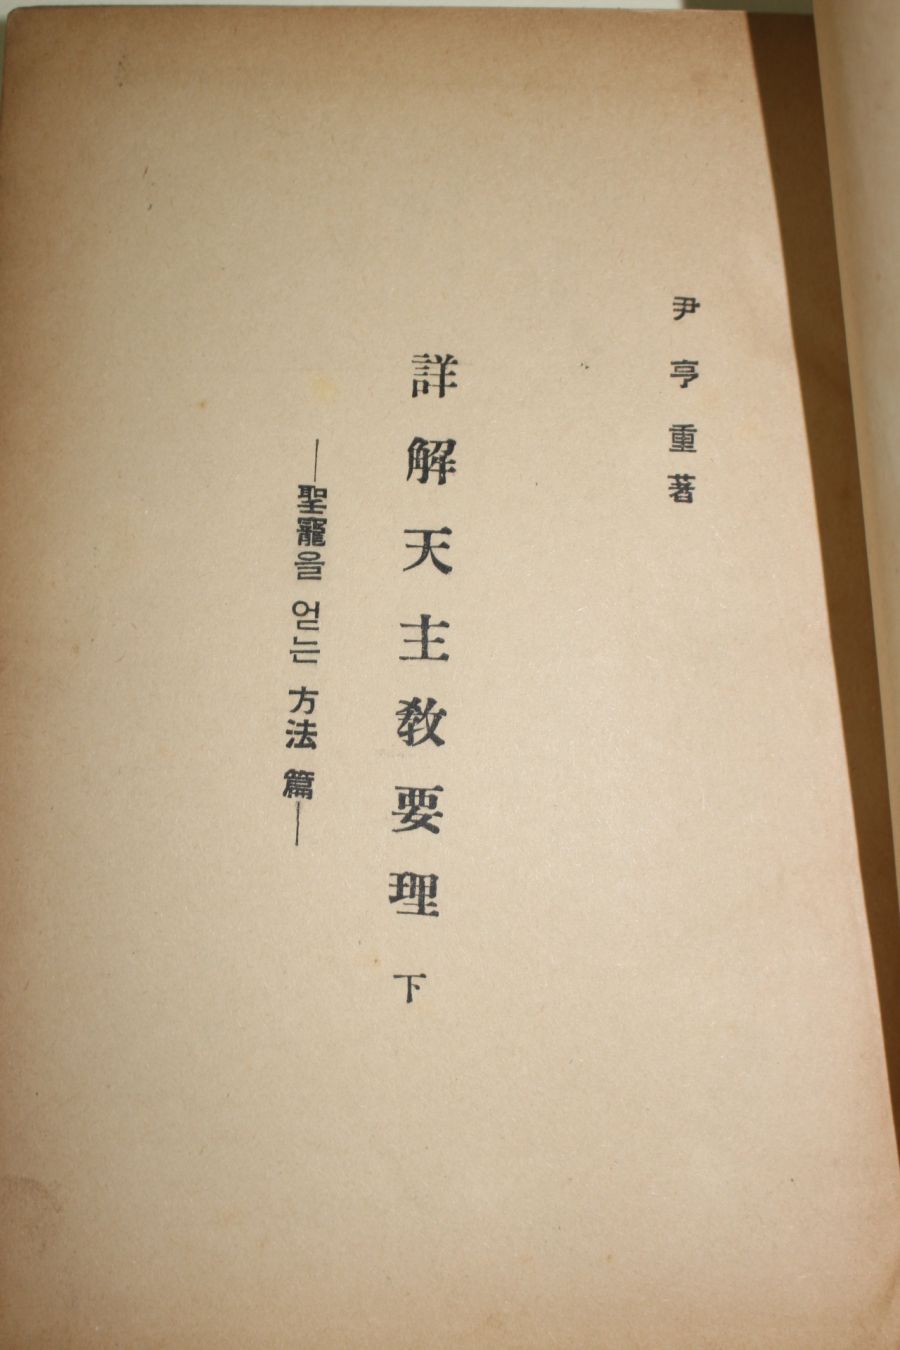 尹亨重著
詳解天主敎要理 下
―聖寵을 얻는 方法篇―